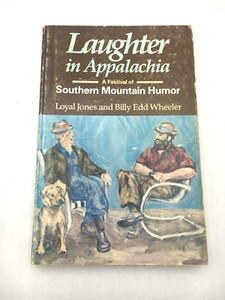 Laughter
in Appalachia
A Festival of
Southern Mountain Humor
Loyal Jones and Billy Edd Wheeler